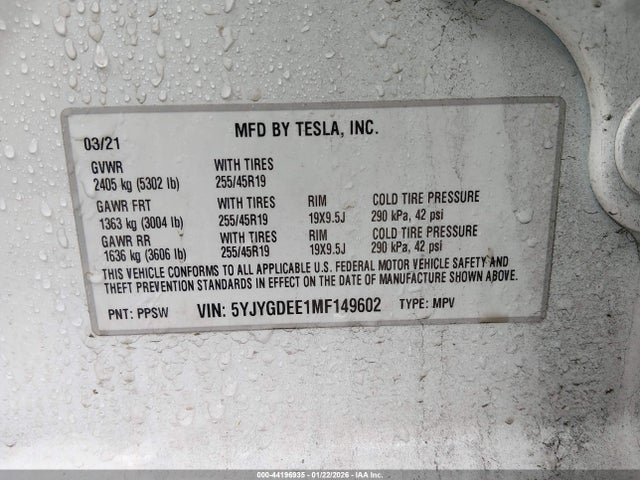 03/21 MFD BY TESLA, INC.
GVWR WITH TIRES
2405 kg (5302 lb) 255/45R19
GAWR FRT WITH TIRES RIM COLD TIRE PRESSURE
1363 kg (3004 lb) 255/45R19 19X9.5J 290 kPa, 42 psi
GAWR RR WITH TIRES RIM COLD TIRE PRESSURE
1636 kg (3606 lb) 255/45R19 19X9.5J 290 kPa, 42 psi
THIS VEHICLE CONFORMS TO ALL APPLICABLE U.S. FEDERAL MOTOR VEHICLE SAFETY AND
THEFT PREVENTION STANDARDS IN EFFECT ON THE DATE OF MANUFACTURE SHOWN ABOVE.
PNT: PPSW VIN: 5YJYGDEE1MF149602 TYPE: MPV
000-44196935 - 01/22/2026 - IAA Inc.